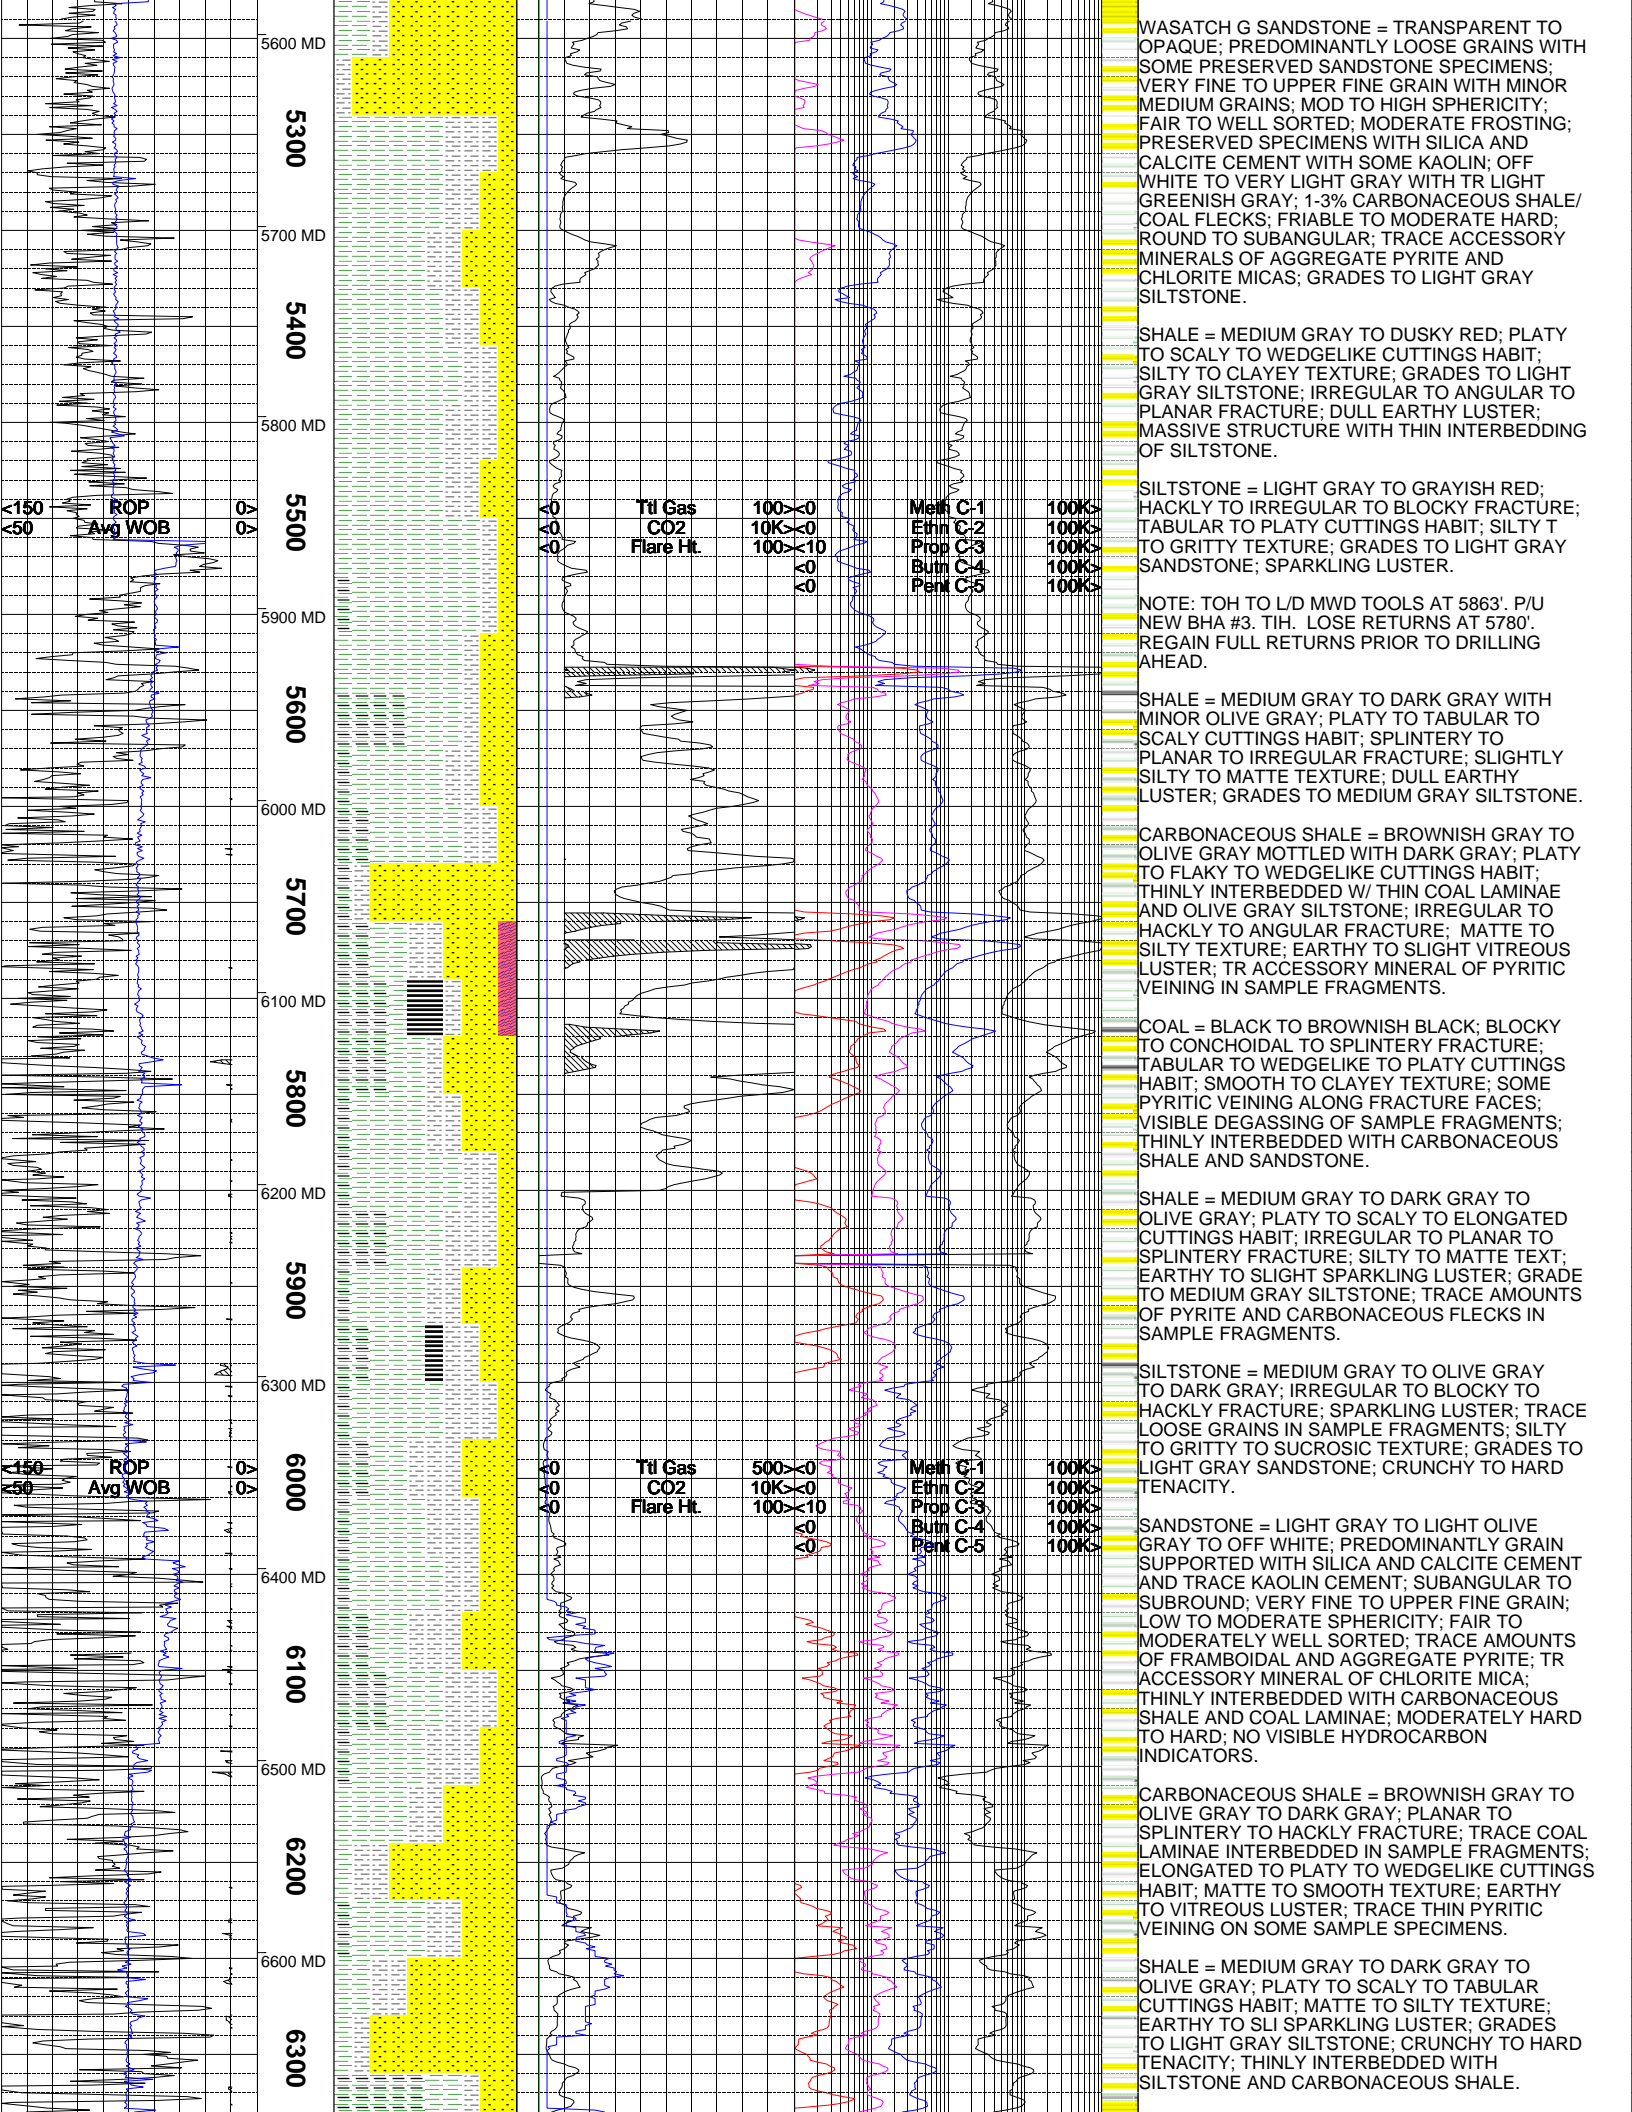 WASATCH G SANDSTONE = TRANSPARENT TO
OPAQUE; PREDOMINANTLY LOOSE GRAINS WITH
SOME PRESERVED SANDSTONE SPECIMENS;
VERY FINE TO UPPER FINE GRAIN WITH MINOR
MEDIUM GRAINS; MOD TO HIGH SPHERICITY;
FAIR TO WELL SORTED; MODERATE FROSTING;
PRESERVED SPECIMENS WITH SILICA AND
CALCITE CEMENT WITH SOME KAOLIN; OFF
WHITE TO VERY LIGHT GRAY WITH TR LIGHT
GREENISH GRAY; 1-3% CARBONACEOUS SHALE/
COAL FLECKS; FRIABLE TO MODERATE HARD;
ROUND TO SUBANGULAR; TRACE ACCESSORY
MINERALS OF AGGREGATE PYRITE AND
CHLORITE MICAS; GRADES TO LIGHT GRAY
SILTSTONE.
SHALE = MEDIUM GRAY TO DUSKY RED; PLATY
TO SCALY TO WEDGELIKE CUTTINGS HABIT;
SILTY TO CLAYEY TEXTURE; GRADES TO LIGHT
GRAY SILTSTONE; IRREGULAR TO ANGULAR TO
PLANAR FRACTURE; DULL EARTHY LUSTER;
MASSIVE STRUCTURE WITH THIN INTERBEDDING
OF SILTSTONE.
SILTSTONE = LIGHT GRAY TO GRAYISH RED;
HACKLY TO IRREGULAR TO BLOCKY FRACTURE;
TABULAR TO PLATY CUTTINGS HABIT; SILTY T
TO GRITTY TEXTURE; GRADES TO LIGHT GRAY
SANDSTONE; SPARKLING LUSTER.
NOTE: TOH TO L/D MWD TOOLS AT 5863'. P/U
NEW BHA #3. TIH. LOSE RETURNS AT 5780'.
REGAIN FULL RETURNS PRIOR TO DRILLING
AHEAD.
SHALE = MEDIUM GRAY TO DARK GRAY WITH
MINOR OLIVE GRAY; PLATY TO TABULAR TO
SCALY CUTTINGS HABIT; SPLINTERY TO
PLANAR TO IRREGULAR FRACTURE; SLIGHTLY
SILTY TO MATTE TEXTURE; DULL EARTHY
LUSTER; GRADES TO MEDIUM GRAY SILTSTONE.
CARBONACEOUS SHALE = BROWNISH GRAY TO
OLIVE GRAY MOTTLED WITH DARK GRAY; PLATY
TO FLAKY TO WEDGELIKE CUTTINGS HABIT;
THINLY INTERBEDDED W/ THIN COAL LAMINAE
AND OLIVE GRAY SILTSTONE; IRREGULAR TO
HACKLY TO ANGULAR FRACTURE; MATTE TO
SILTY TEXTURE; EARTHY TO SLIGHT VITREOUS
LUSTER; TR ACCESSORY MINERAL OF PYRITIC
VEINING IN SAMPLE FRAGMENTS.
COAL = BLACK TO BROWNISH BLACK; BLOCKY
TO CONCHOIDAL TO SPLINTERY FRACTURE;
TABULAR TO WEDGELIKE TO PLATY CUTTINGS
HABIT; SMOOTH TO CLAYEY TEXTURE; SOME
PYRITIC VEINING ALONG FRACTURE FACES;
VISIBLE DEGASSING OF SAMPLE FRAGMENTS;
THINLY INTERBEDDED WITH CARBONACEOUS
SHALE AND SANDSTONE.
SHALE = MEDIUM GRAY TO DARK GRAY TO
OLIVE GRAY; PLATY TO SCALY TO ELONGATED
CUTTINGS HABIT; IRREGULAR TO PLANAR TO
SPLINTERY FRACTURE; SILTY TO MATTE TEXT;
EARTHY TO SLIGHT SPARKLING LUSTER; GRADE
TO MEDIUM GRAY SILTSTONE; TRACE AMOUNTS
OF PYRITE AND CARBONACEOUS FLECKS IN
SAMPLE FRAGMENTS.
SILTSTONE = MEDIUM GRAY TO OLIVE GRAY
TO DARK GRAY; IRREGULAR TO BLOCKY TO
HACKLY FRACTURE; SPARKLING LUSTER; TRACE
LOOSE GRAINS IN SAMPLE FRAGMENTS; SILTY
TO GRITTY TO SUCROSIC TEXTURE; GRADES TO
LIGHT GRAY SANDSTONE; CRUNCHY TO HARD
TENACITY.
SANDSTONE = LIGHT GRAY TO LIGHT OLIVE
GRAY TO OFF WHITE; PREDOMINANTLY GRAIN
SUPPORTED WITH SILICA AND CALCITE CEMENT
AND TRACE KAOLIN CEMENT; SUBANGULAR TO
SUBROUND; VERY FINE TO UPPER FINE GRAIN;
LOW TO MODERATE SPHERICITY; FAIR TO
MODERATELY WELL SORTED; TRACE AMOUNTS
OF FRAMBOIDAL AND AGGREGATE PYRITE; TR
ACCESSORY MINERAL OF CHLORITE MICA;
THINLY INTERBEDDED WITH CARBONACEOUS
SHALE AND COAL LAMINAE; MODERATELY HARD
TO HARD; NO VISIBLE HYDROCARBON
INDICATORS.
CARBONACEOUS SHALE = BROWNISH GRAY TO
OLIVE GRAY TO DARK GRAY; PLANAR TO
SPLINTERY TO HACKLY FRACTURE; TRACE COAL
LAMINAE INTERBEDDED IN SAMPLE FRAGMENTS;
ELONGATED TO PLATY TO WEDGELIKE CUTTINGS
HABIT; MATTE TO SMOOTH TEXTURE; EARTHY
TO VITREOUS LUSTER; TRACE THIN PYRITIC
VEINING ON SOME SAMPLE SPECIMENS.
SHALE = MEDIUM GRAY TO DARK GRAY TO
OLIVE GRAY; PLATY TO SCALY TO TABULAR
CUTTINGS HABIT; MATTE TO SILTY TEXTURE;
EARTHY TO SLI SPARKLING LUSTER; GRADES
TO LIGHT GRAY SILTSTONE; CRUNCHY TO HARD
TENACITY; THINLY INTERBEDDED WITH
SILTSTONE AND CARBONACEOUS SHALE.
5600 MD
5300
5700 MD
5400
5800 MD
5500
5900 MD
5600
6000 MD
5700
6100 MD
5800
6200 MD
5900
6300 MD
6000
6400 MD
6100
6500 MD
6200
6600 MD
6300
<150 ROP 0>
<50 Avg WOB 0>
<0 Ttl Gas 100>
<0 CO2 10K>
<0 Flare Ht. 100>
<0 Meth C-1 100K>
<0 Ethn C-2 100K>
<10 Prop C-3 100K>
<0 Butn C-4 100K>
<0 Pent C-5 100K>
<150 ROP 0>
<50 Avg WOB 0>
<0 Ttl Gas 500>
<0 CO2 10K>
<0 Flare Ht. 100>
<0 Meth C-1 100K>
<0 Ethn C-2 100K>
<10 Prop C-3 100K>
<0 Butn C-4 100K>
<0 Pent C-5 100K>